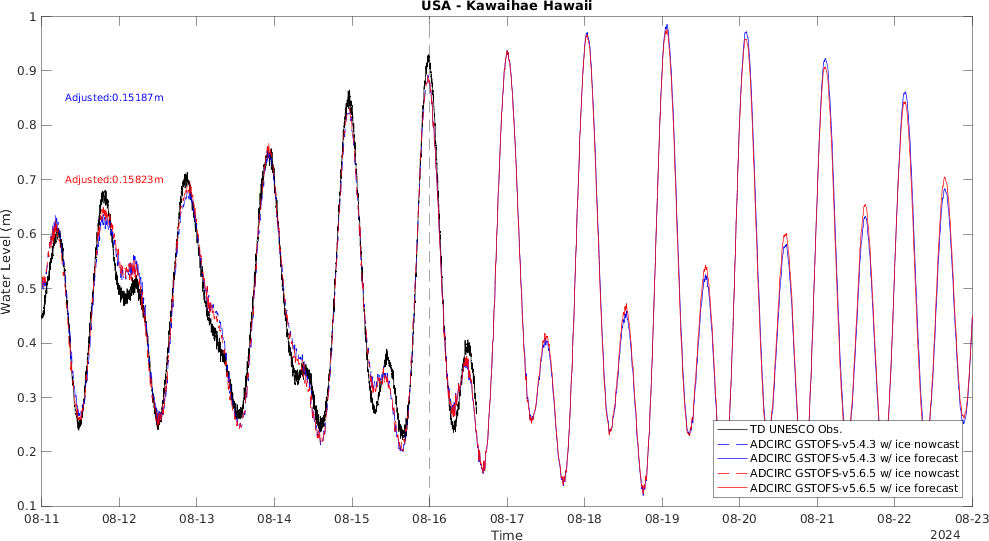 USA - Kawaihae Hawaii
1
0.9
0.8
0.7
0.6
0.5
0.4
0.3
0.2
0.1
Water Level (m)
Adjusted:0.15187m
Adjusted:0.15823m
TD UNESCO Obs.
ADCIRC GSTOFS-v5.4.3 w/ ice nowcast
ADCIRC GSTOFS-v5.4.3 w/ ice forecast
ADCIRC GSTOFS-v5.6.5 w/ ice nowcast
ADCIRC GSTOFS-v5.6.5 w/ ice forecast
08-11 08-12 08-13 08-14 08-15 08-16 08-17 08-18 08-19 08-20 08-21 08-22 08-23
Time
2024